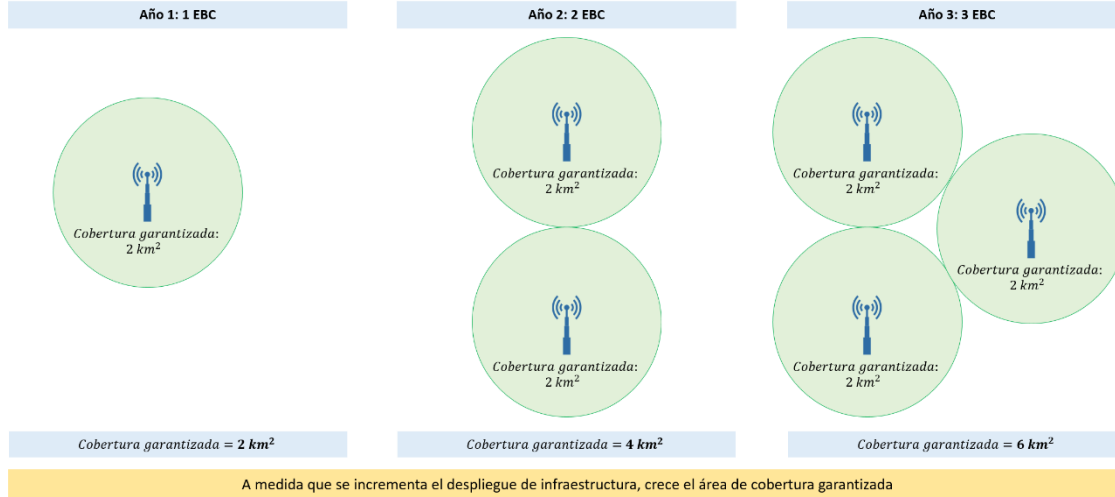 Año 1: 1 EBC
Cobertura garantizada:
2 km²
Cobertura garantizada = 2 km²
Año 2: 2 EBC
Cobertura garantizada:
2 km²
Cobertura garantizada:
2 km²
Cobertura garantizada = 4 km²
Año 3: 3 EBC
Cobertura garantizada:
2 km²
Cobertura garantizada:
2 km²
Cobertura garantizada:
2 km²
Cobertura garantizada = 6 km²
A medida que se incrementa el despliegue de infraestructura, crece el área de cobertura garantizada